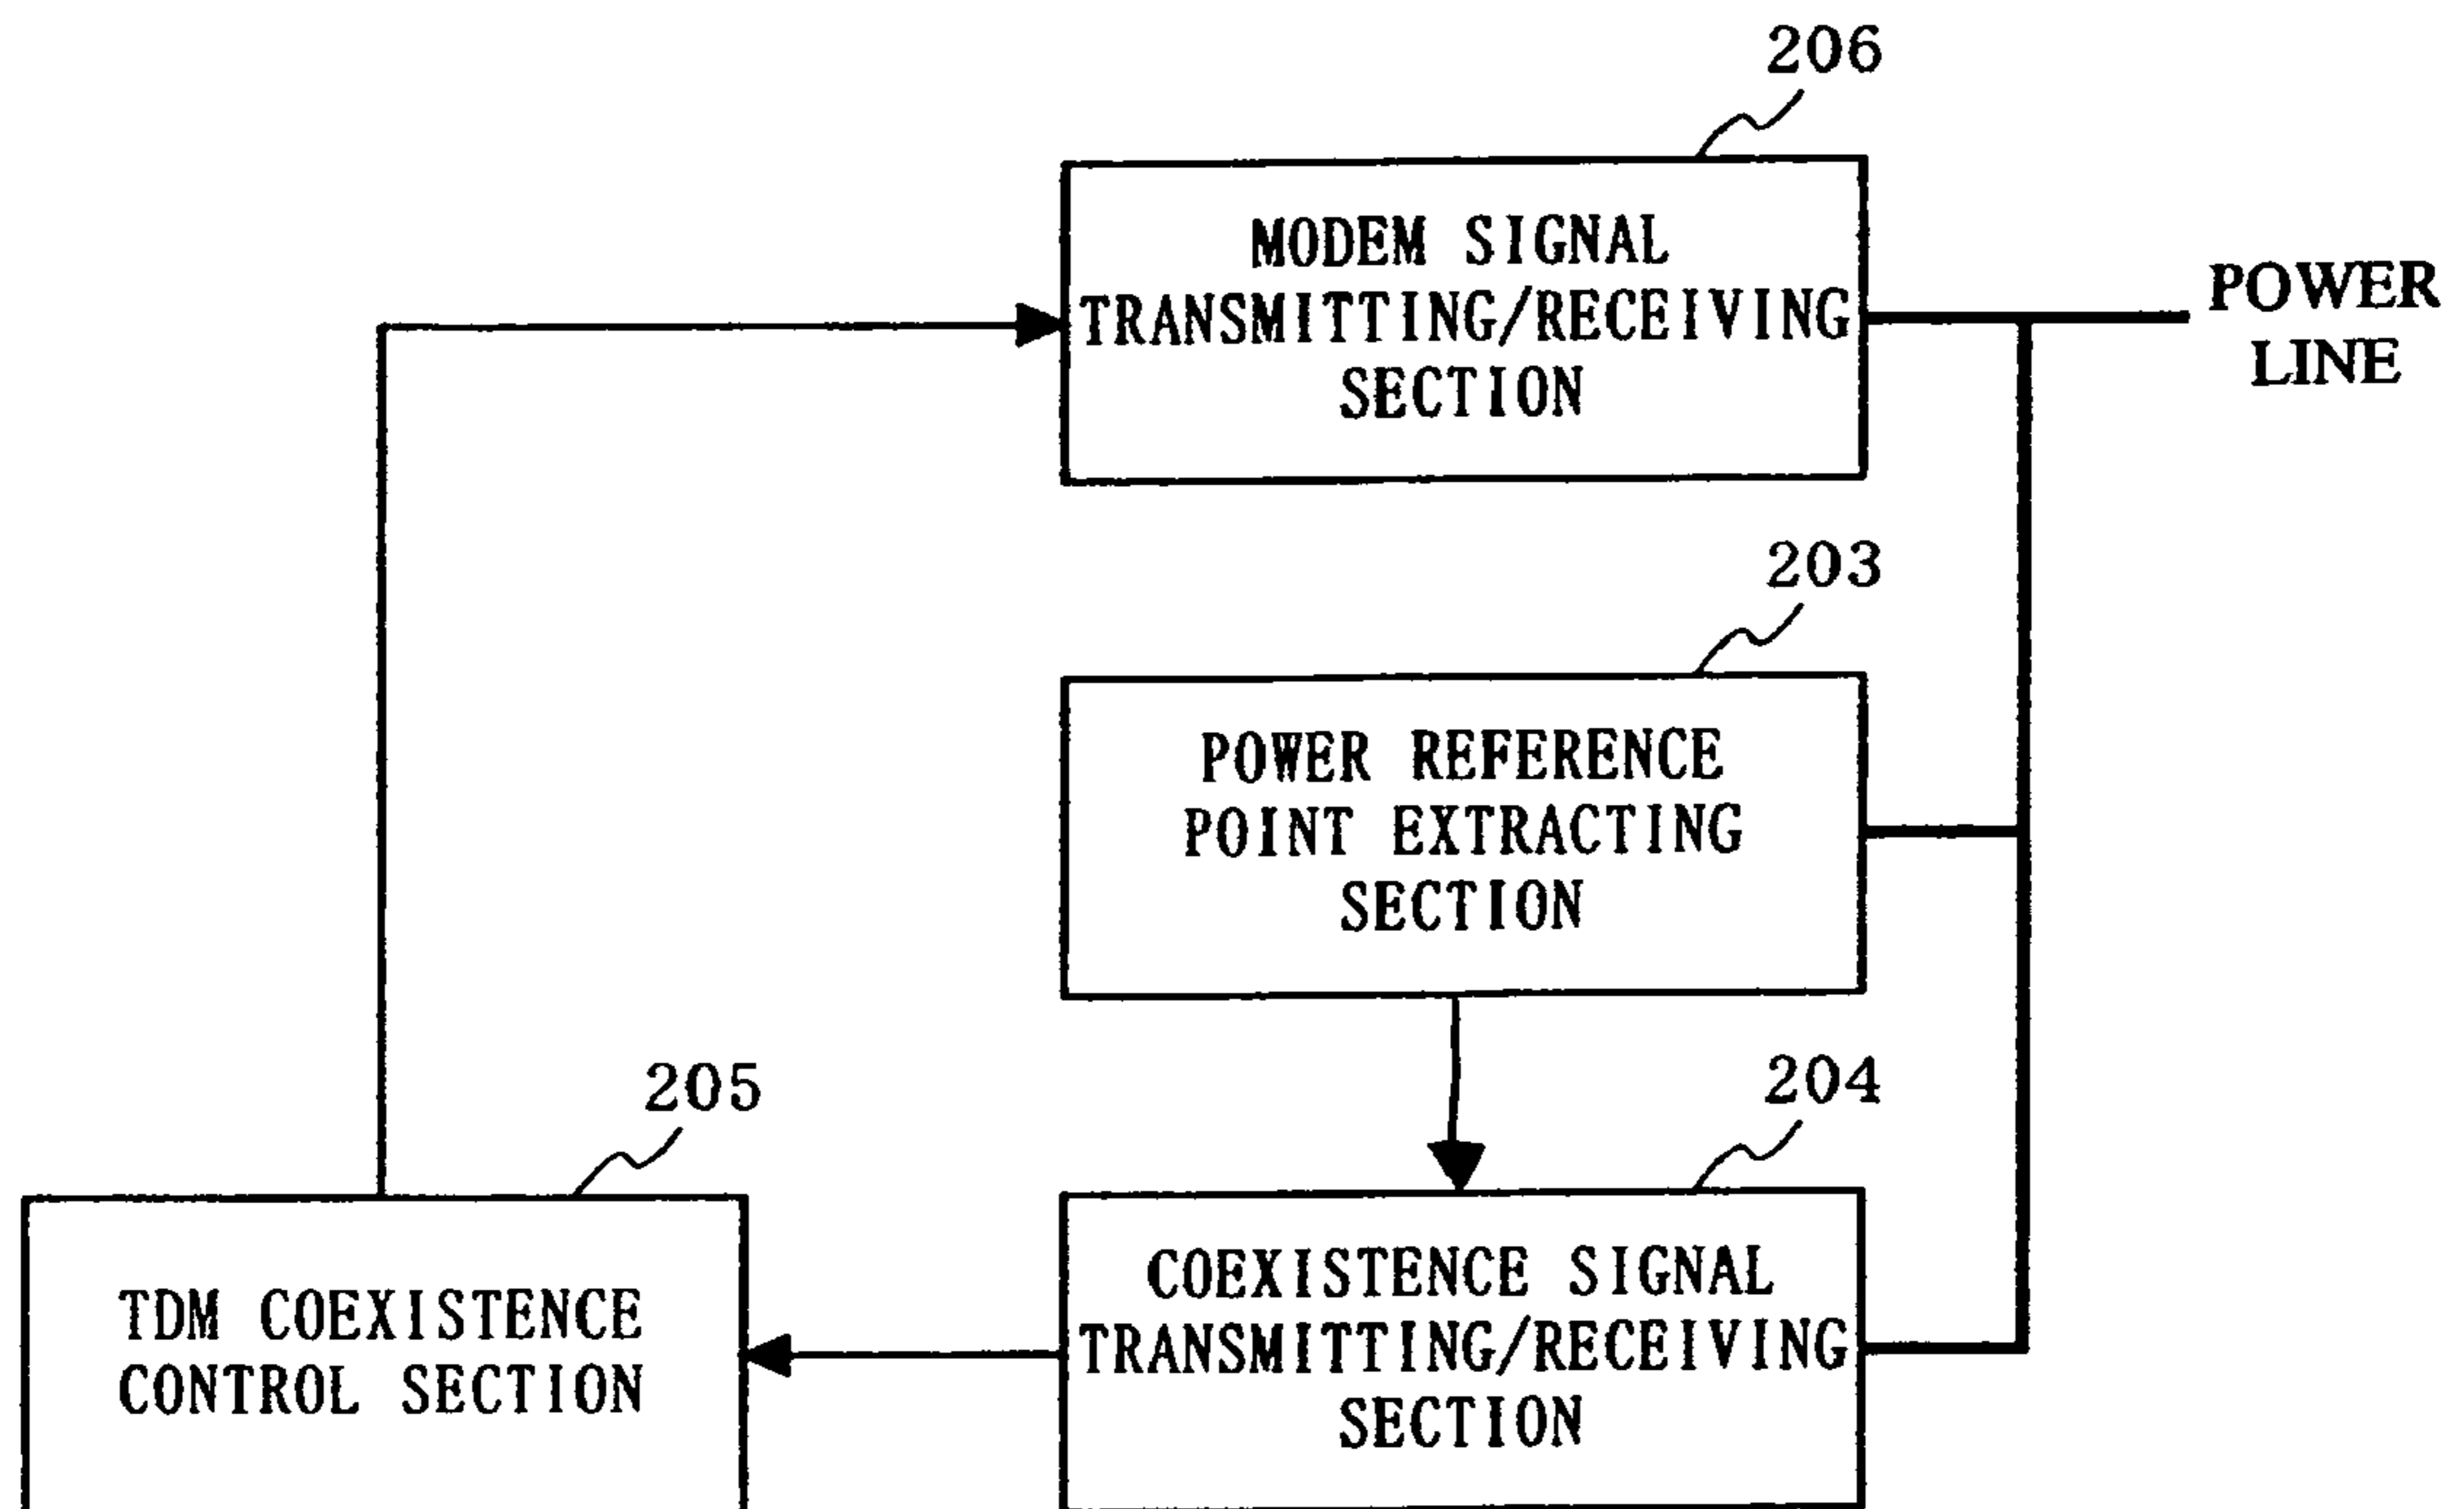 206
MODEM SIGNAL
TRANSMITTING/RECEIVING
SECTION
POWER
LINE
203
POWER REFERENCE
POINT EXTRACTING
SECTION
205
TDM COEXISTENCE
CONTROL SECTION
204
COEXISTENCE SIGNAL
TRANSMITTING/RECEIVING
SECTION